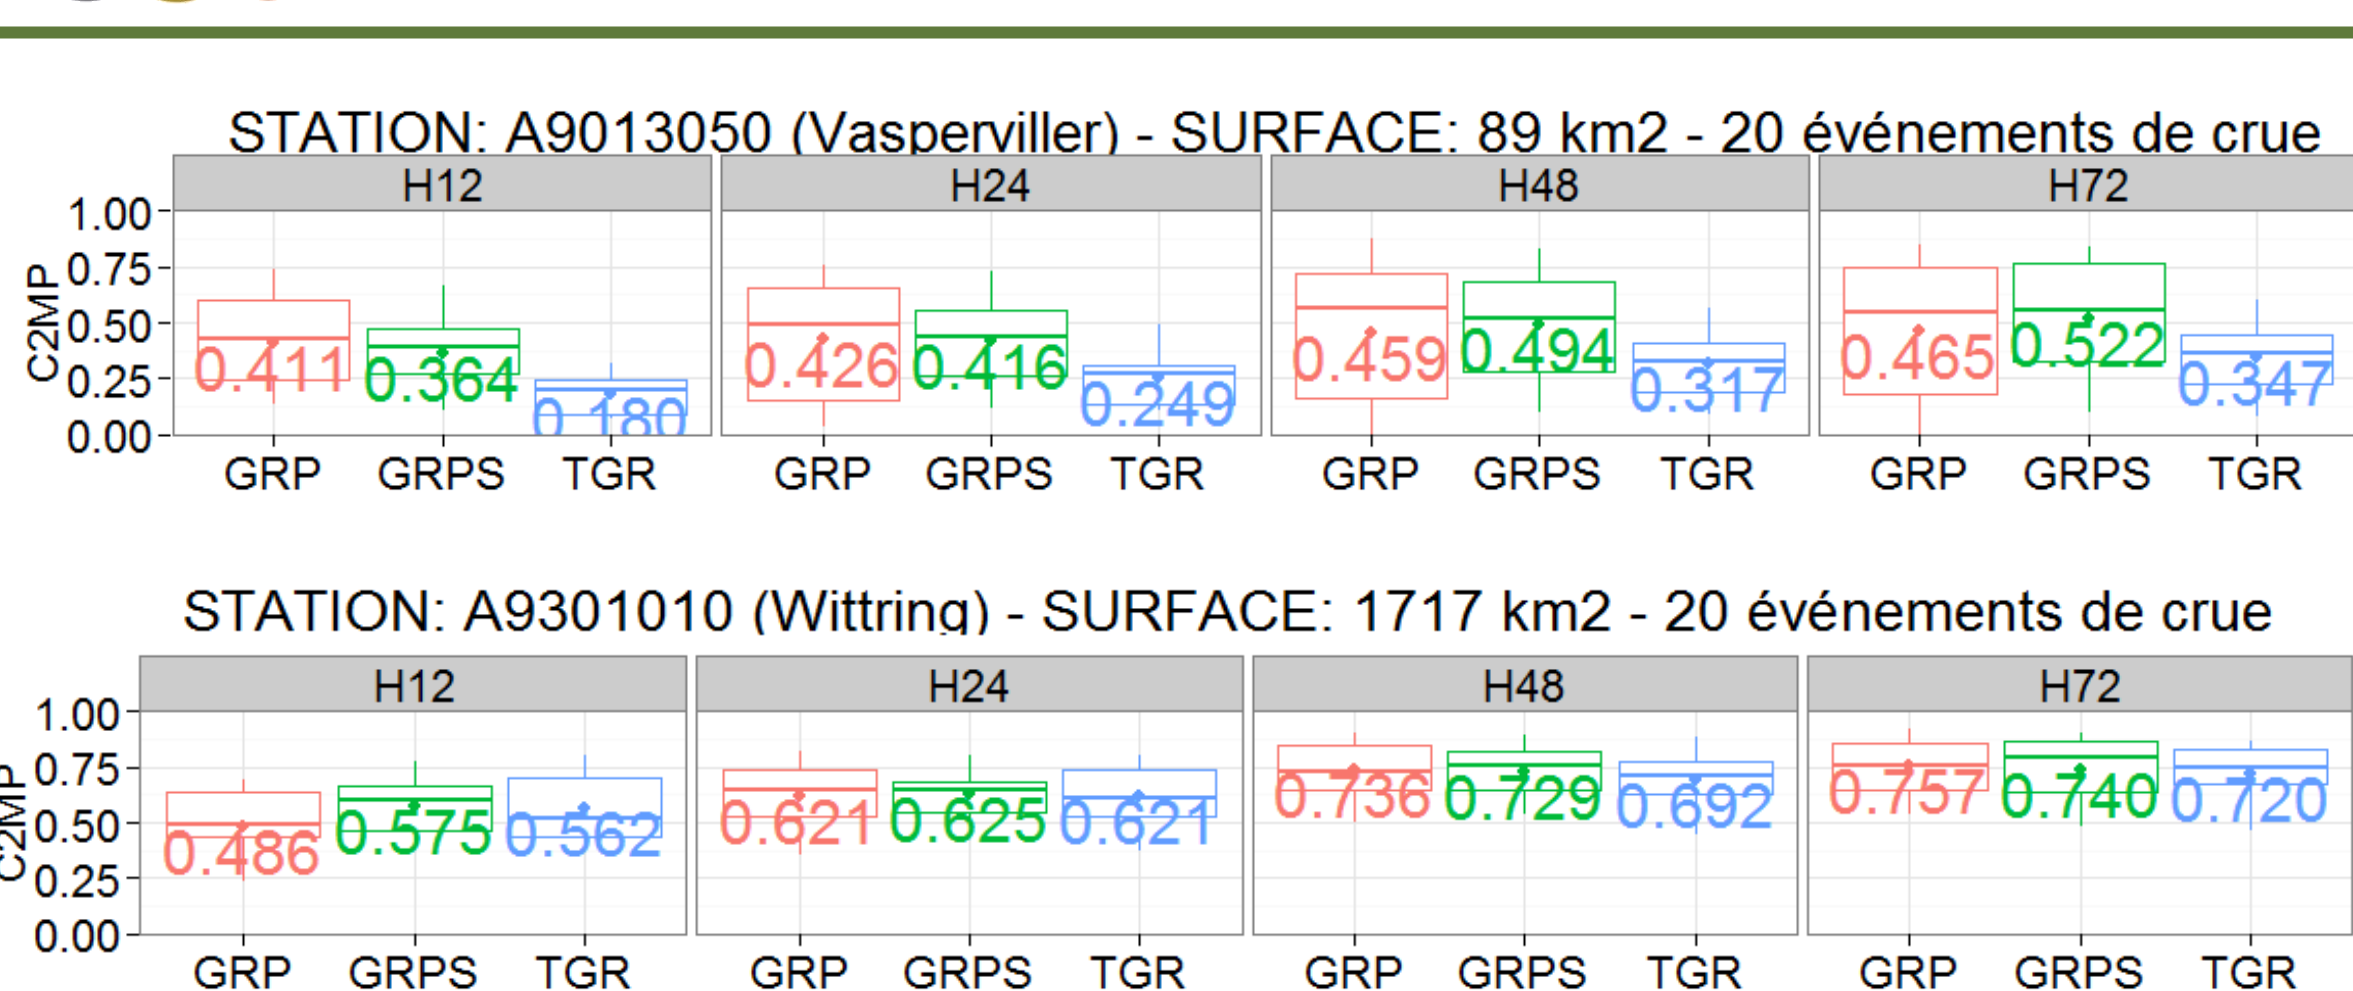 STATION: A9013050 (Vasperviller) - SURFACE: 89 km2 - 20 événements de crue
H12 H24 H48 H72
C2MP
1.00
0.75
0.50
0.25
0.00
0.411 0.364 0.180 0.426 0.416 0.249 0.459 0.494 0.317 0.465 0.522 0.347
GRP GRPS TGR GRP GRPS TGR GRP GRPS TGR GRP GRPS TGR
STATION: A9301010 (Wittring) - SURFACE: 1717 km2 - 20 événements de crue
H12 H24 H48 H72
C2MP
1.00
0.75
0.50
0.25
0.00
0.486 0.575 0.562 0.621 0.625 0.621 0.736 0.729 0.692 0.757 0.740 0.720
GRP GRPS TGR GRP GRPS TGR GRP GRPS TGR GRP GRPS TGR